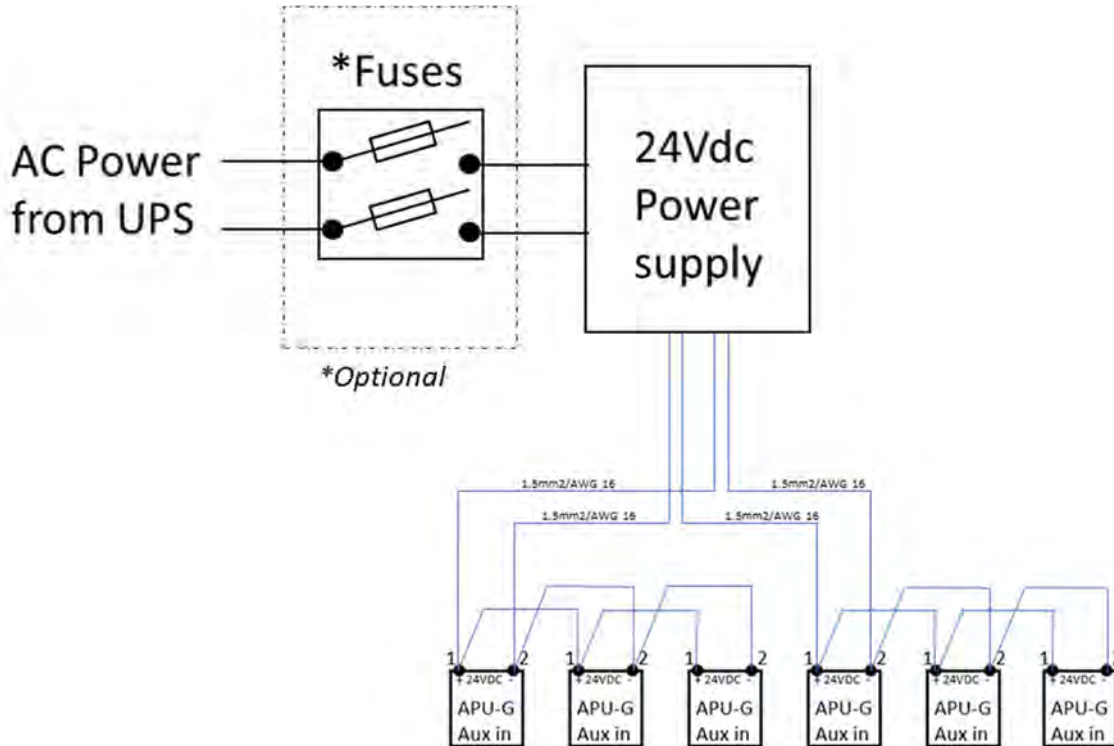 *Fuses
AC Power
from UPS
24Vdc
Power
supply
*Optional
1.5mm2/AWG 16
1.5mm2/AWG 16
1.5mm2/AWG 16
1.5mm2/AWG 16
1 2 1 2 1 2 1 2 1 2 1 2
+ 24VDC - + 24VDC - + 24VDC - + 24VDC - + 24VDC - + 24VDC -
APU-G APU-G APU-G APU-G APU-G APU-G
Aux in Aux in Aux in Aux in Aux in Aux in